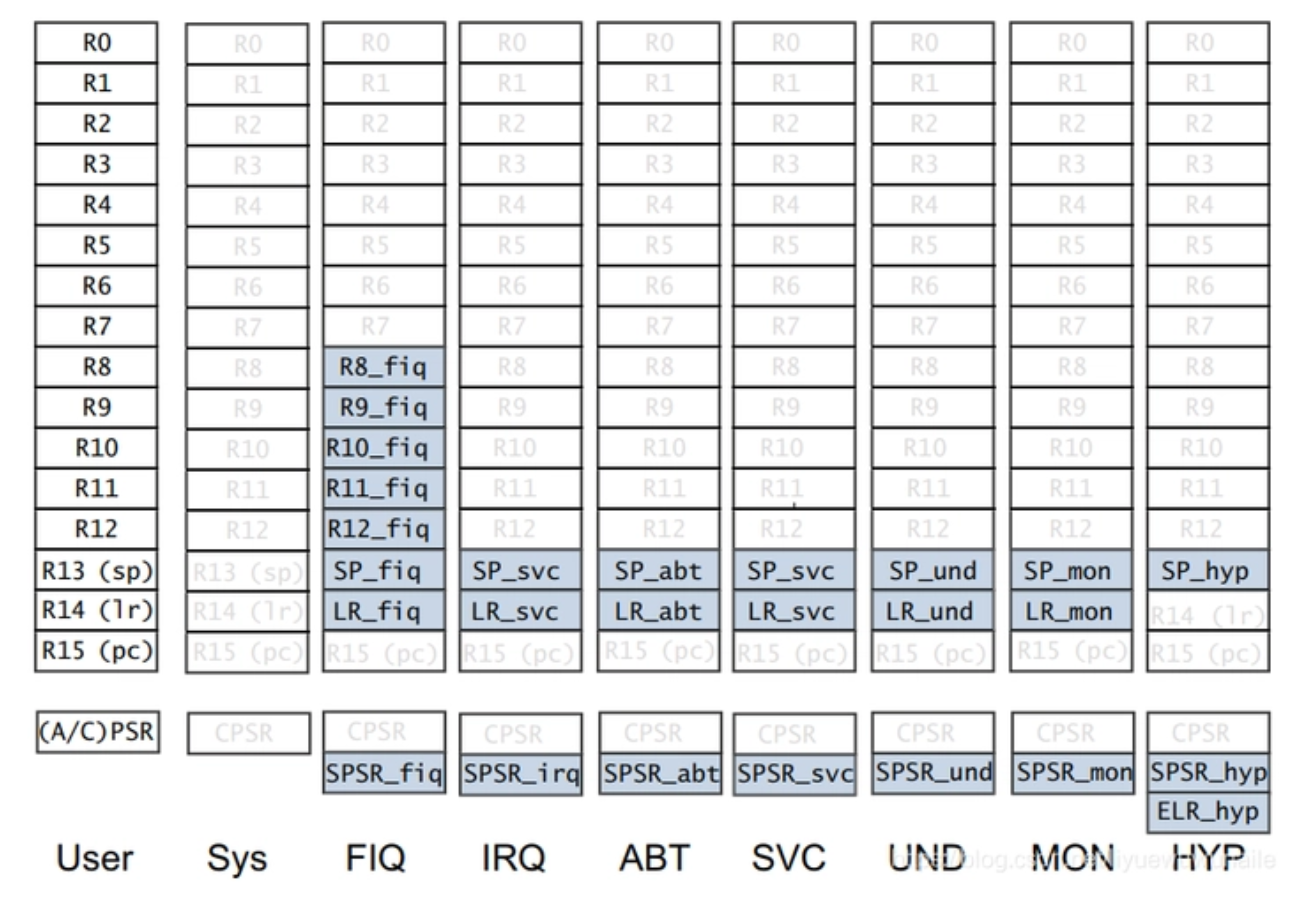 R0 R0 R0 R0 R0 R0 R0 R0 R0
R1 R1 R1 R1 R1 R1 R1 R1 R1
R2 R2 R2 R2 R2 R2 R2 R2 R2
R3 R3 R3 R3 R3 R3 R3 R3 R3
R4 R4 R4 R4 R4 R4 R4 R4 R4
R5 R5 R5 R5 R5 R5 R5 R5 R5
R6 R6 R6 R6 R6 R6 R6 R6 R6
R7 R7 R7 R7 R7 R7 R7 R7 R7
R8 R8 R8_fiq R8 R8 R8 R8 R8 R8
R9 R9 R9_fiq R9 R9 R9 R9 R9 R9
R10 R10 R10_fiq R10 R10 R10 R10 R10 R10
R11 R11 R11_fiq R11 R11 R11 R11 R11 R11
R12 R12 R12_fiq R12 R12 R12 R12 R12 R12
R13 (sp) R13 (sp) SP_fiq SP_svc SP_abt SP_svc SP_und SP_mon SP_hyp
R14 (lr) R14 (lr) LR_fiq LR_svc LR_abt LR_svc LR_und LR_mon R14 (lr)
R15 (pc) R15 (pc) R15 (pc) R15 (pc) R15 (pc) R15 (pc) R15 (pc) R15 (pc) R15 (pc)
(A/C)PSR CPSR CPSR CPSR CPSR CPSR CPSR CPSR CPSR
SPSR_fiq SPSR_irq SPSR_abt SPSR_svc SPSR_und SPSR_mon SPSR_hyp
ELR_hyp
User Sys FIQ IRQ ABT SVC UND MON HYP